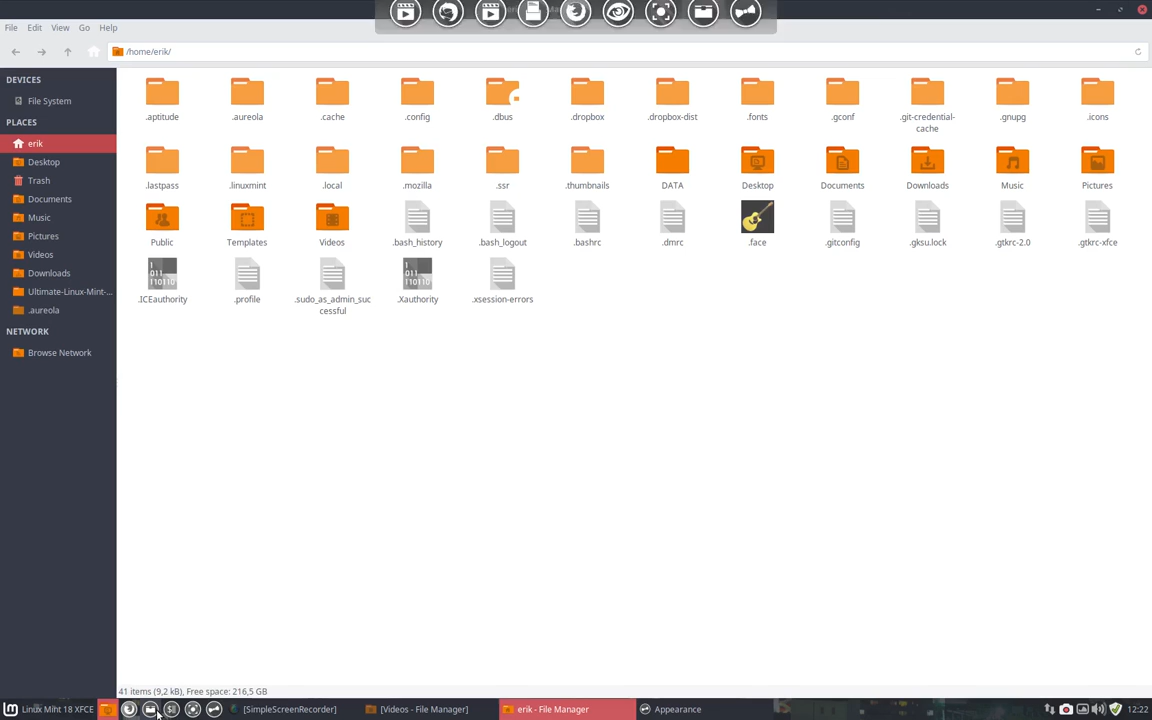 File Edit View Go Help
/home/erik/
DEVICES
File System
PLACES
erik
Desktop
Trash
Documents
Music
Pictures
Videos
Downloads
Ultimate-Linux-Mint-...
.aureola
NETWORK
Browse Network
.aptitude .aureola .cache .config .dbus .dropbox .dropbox-dist .fonts .gconf .git-credential-
cache .gnupg .icons
.lastpass .linuxmint .local .mozilla .ssr .thumbnails DATA Desktop Documents Downloads Music Pictures
Public Templates Videos .bash_history .bash_logout .bashrc .dmrc .face .gitconfig .gksu.lock .gtkrc-2.0 .gtkrc-xfce
.ICEauthority .profile .sudo_as_admin_suc
cessful .Xauthority .xsession-errors
41 items (9,2 kB), Free space: 216,5 GB
Linux Mint 18 XFCE [SimpleScreenRecorder] [Videos - File Manager] erik - File Manager Appearance 12:22